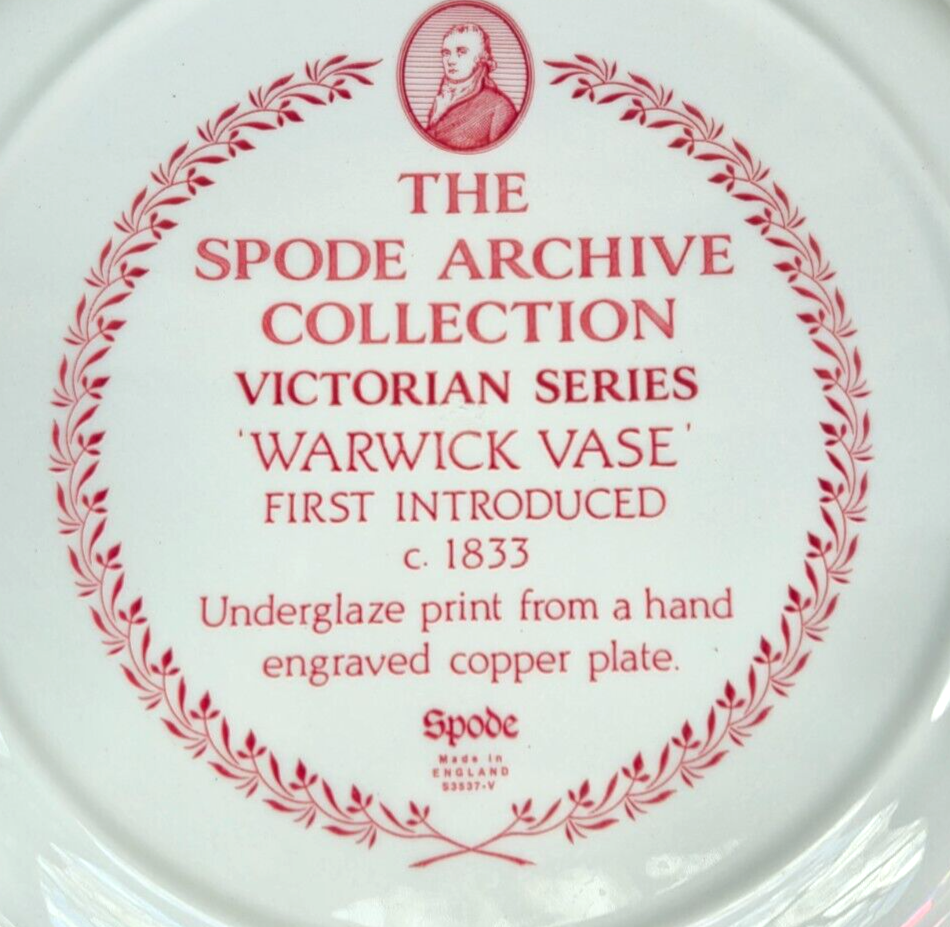 THE
SPODE ARCHIVE
COLLECTION
VICTORIAN SERIES
'WARWICK VASE'
FIRST INTRODUCED
c. 1833
Underglaze print from a hand
engraved copper plate.
Spode
Made in
ENGLAND
S3537-V